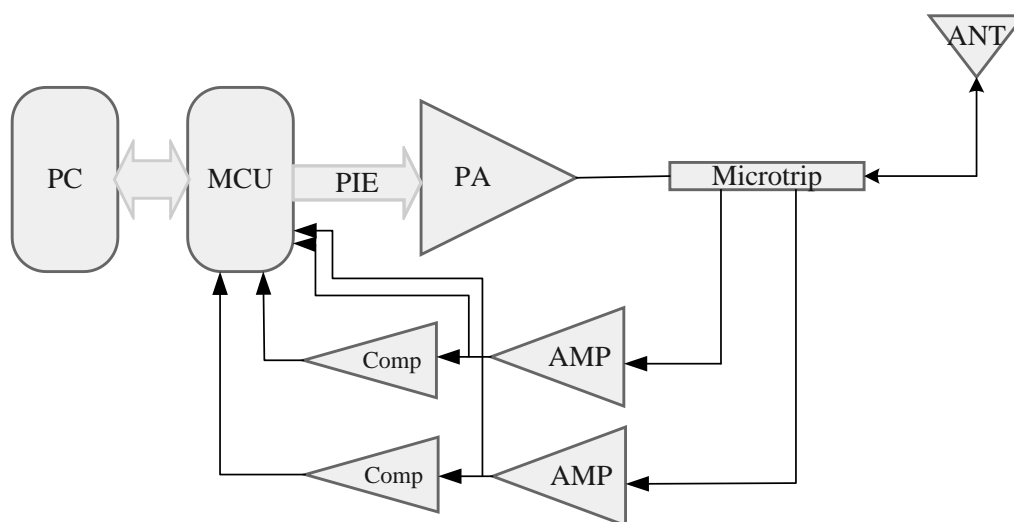 ANT
PC
MCU
PIE
PA
Microtrip
Comp
AMP
Comp
AMP